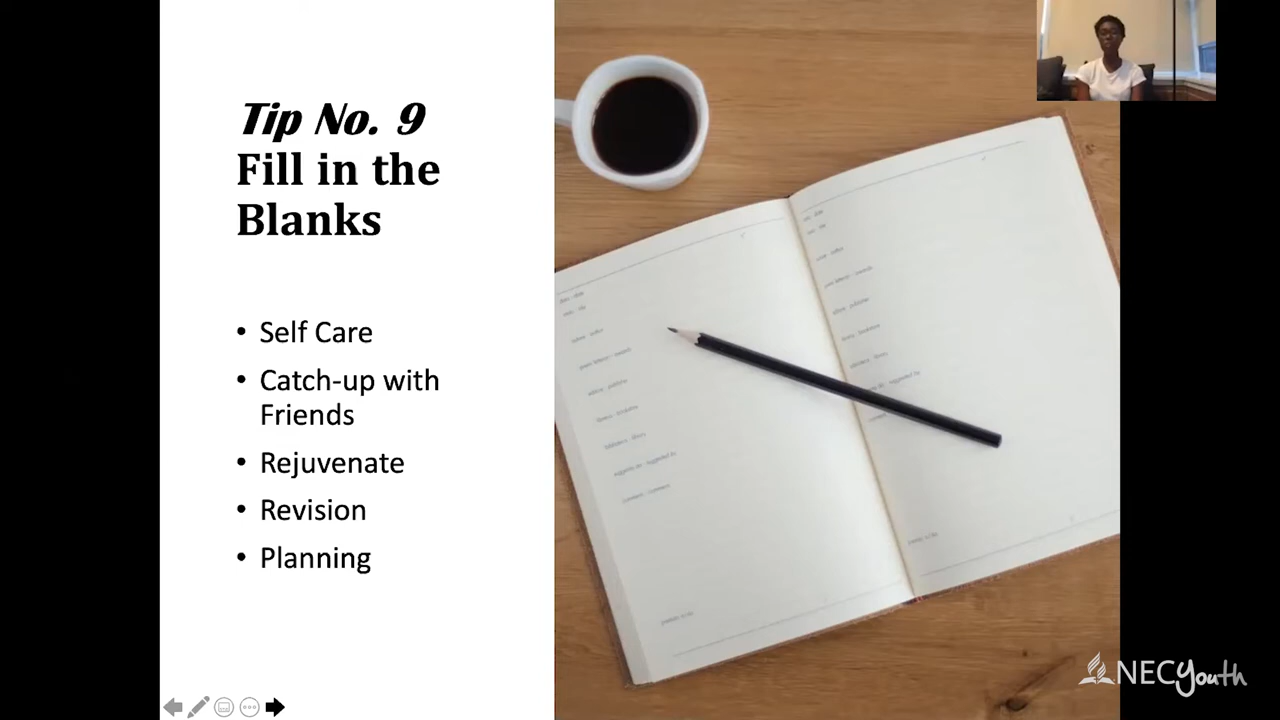 Tip No. 9
Fill in the
Blanks
• Self Care
• Catch-up with
Friends
• Rejuvenate
• Revision
• Planning
NECyouth